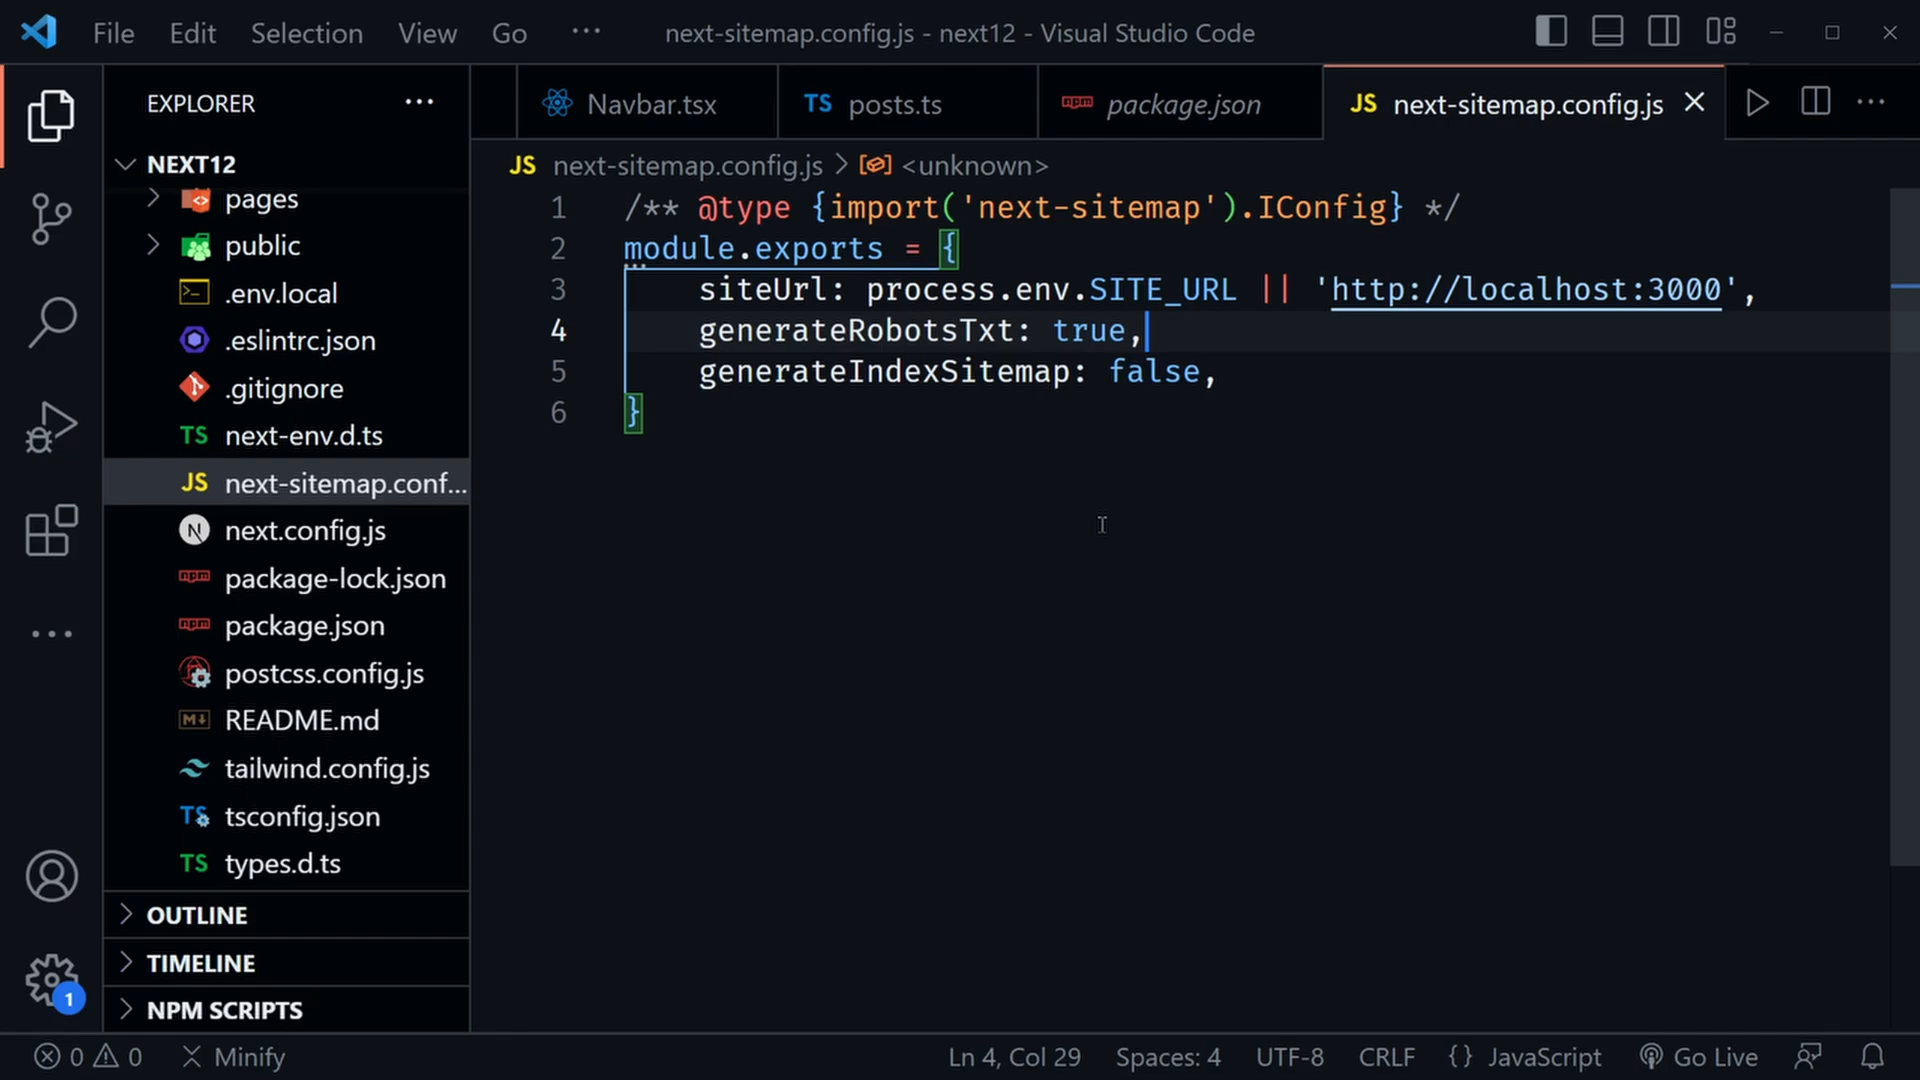 File Edit Selection View Go ··· next-sitemap.config.js - next12 - Visual Studio Code
EXPLORER ···
Navbar.tsx
TS posts.ts
npm package.json
JS next-sitemap.config.js
NEXT12
pages
public
.env.local
.eslintrc.json
.gitignore
TS next-env.d.ts
JS next-sitemap.conf...
N next.config.js
npm package-lock.json
npm package.json
postcss.config.js
M README.md
tailwind.config.js
TS tsconfig.json
TS types.d.ts
OUTLINE
TIMELINE
NPM SCRIPTS
1
JS next-sitemap.config.js > <unknown>
1 /** @type {import('next-sitemap').IConfig} */
2 module.exports = {
3 siteUrl: process.env.SITE_URL || 'http://localhost:3000',
4 generateRobotsTxt: true,
5 generateIndexSitemap: false,
6 }
0 0 Minify Ln 4, Col 29 Spaces: 4 UTF-8 CRLF {} JavaScript Go Live